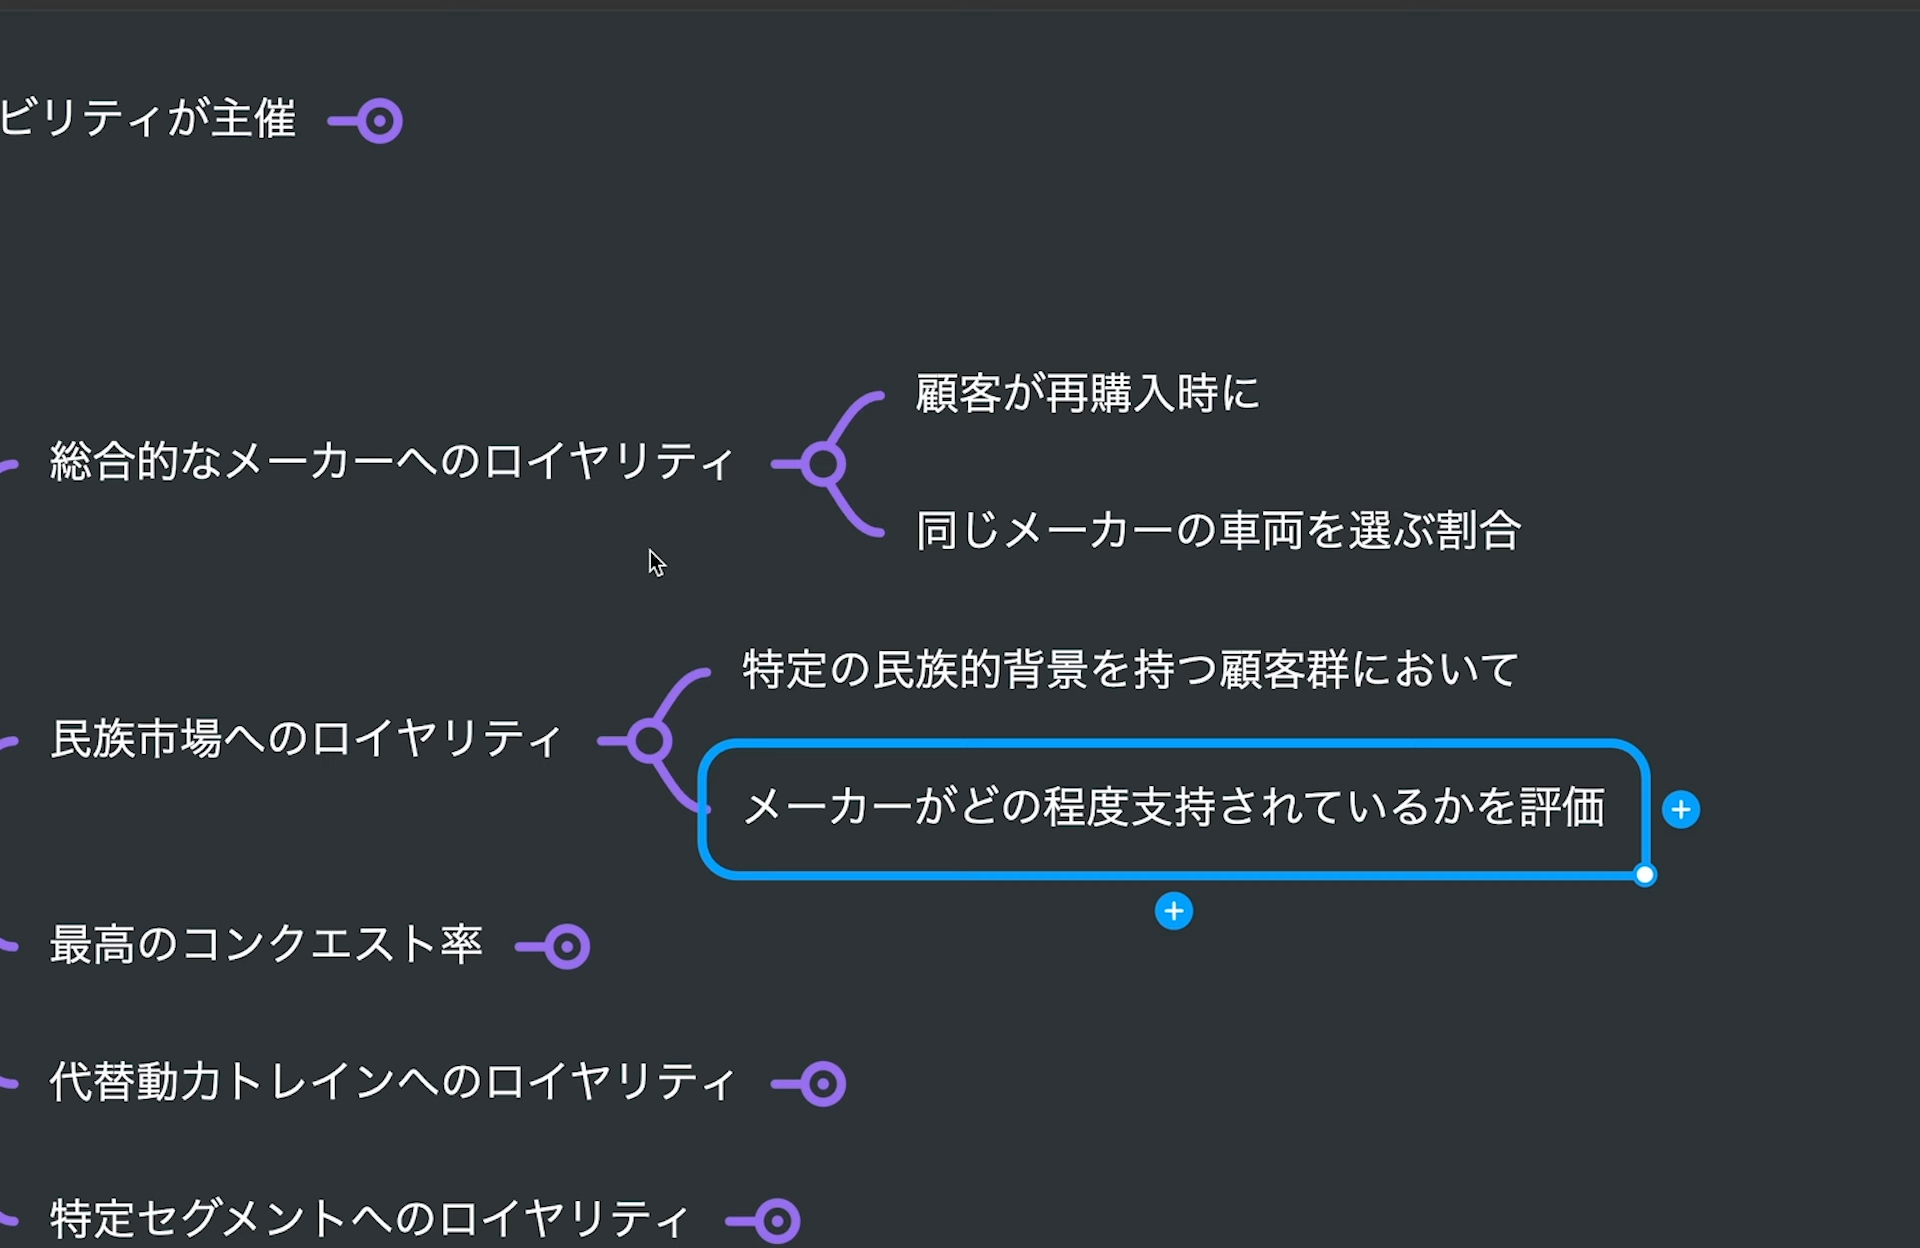 ビリティが主催
総合的なメーカーへのロイヤリティ
顧客が再購入時に
同じメーカーの車両を選ぶ割合
民族市場へのロイヤリティ
特定の民族的背景を持つ顧客群において
メーカーがどの程度支持されているかを評価
最高のコンクエスト率
代替動力トレインへのロイヤリティ
特定セグメントへのロイヤリティ